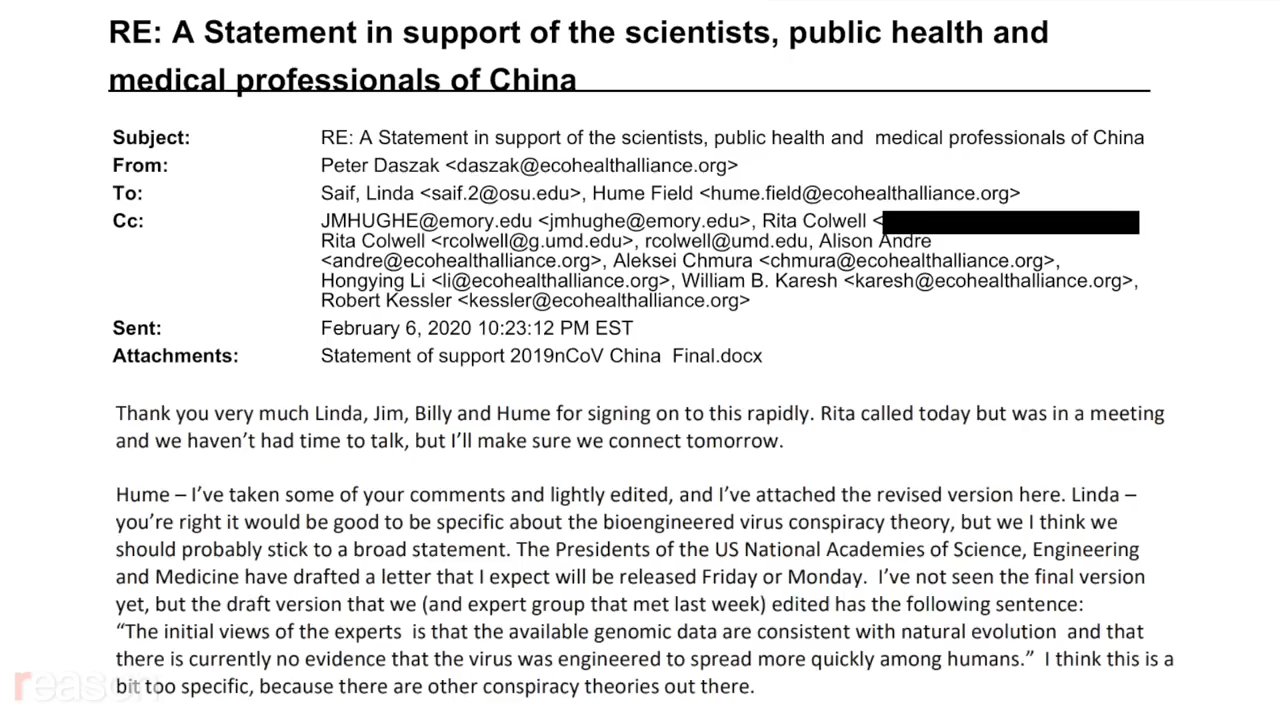 RE: A Statement in support of the scientists, public health and
medical professionals of China
Subject: RE: A Statement in support of the scientists, public health and  medical professionals of China
From: Peter Daszak <daszak@ecohealthalliance.org>
To: Saif, Linda <saif.2@osu.edu>, Hume Field <hume.field@ecohealthalliance.org>
Cc: JMHUGHE@emory.edu <jmhughe@emory.edu>, Rita Colwell <
Rita Colwell <rcolwell@g.umd.edu>, rcolwell@umd.edu, Alison Andre
<andre@ecohealthalliance.org>, Aleksei Chmura <chmura@ecohealthalliance.org>,
Hongying Li <li@ecohealthalliance.org>, William B. Karesh <karesh@ecohealthalliance.org>,
Robert Kessler <kessler@ecohealthalliance.org>
Sent: February 6, 2020 10:23:12 PM EST
Attachments: Statement of support 2019nCoV China  Final.docx
Thank you very much Linda, Jim, Billy and Hume for signing on to this rapidly. Rita called today but was in a meeting
and we haven't had time to talk, but I'll make sure we connect tomorrow.
Hume – I've taken some of your comments and lightly edited, and I've attached the revised version here. Linda –
you're right it would be good to be specific about the bioengineered virus conspiracy theory, but we I think we
should probably stick to a broad statement. The Presidents of the US National Academies of Science, Engineering
and Medicine have drafted a letter that I expect will be released Friday or Monday.  I've not seen the final version
yet, but the draft version that we (and expert group that met last week) edited has the following sentence:
“The initial views of the experts  is that the available genomic data are consistent with natural evolution  and that
there is currently no evidence that the virus was engineered to spread more quickly among humans.”  I think this is a
bit too specific, because there are other conspiracy theories out there.
reason